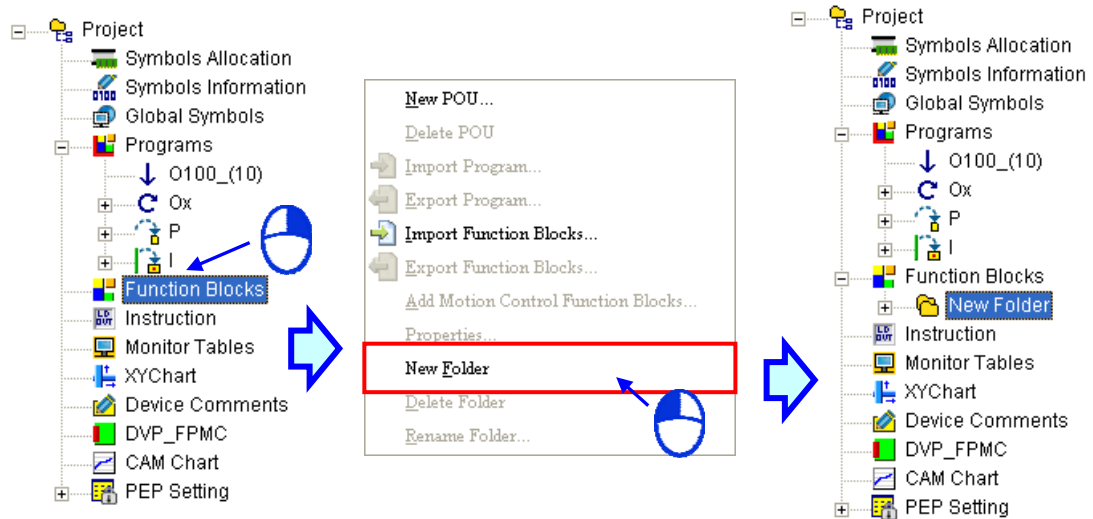 Project
Symbols Allocation
Symbols Information
Global Symbols
Programs
O100_(10)
Ox
P
I
Function Blocks
Instruction
Monitor Tables
XYChart
Device Comments
DVP_FPMC
CAM Chart
PEP Setting
New POU...
Delete POU
Import Program...
Export Program...
Import Function Blocks...
Export Function Blocks...
Add Motion Control Function Blocks...
Properties...
New Folder
Delete Folder
Rename Folder...
Project
Symbols Allocation
Symbols Information
Global Symbols
Programs
O100_(10)
Ox
P
I
Function Blocks
New Folder
Instruction
Monitor Tables
XYChart
Device Comments
DVP_FPMC
CAM Chart
PEP Setting